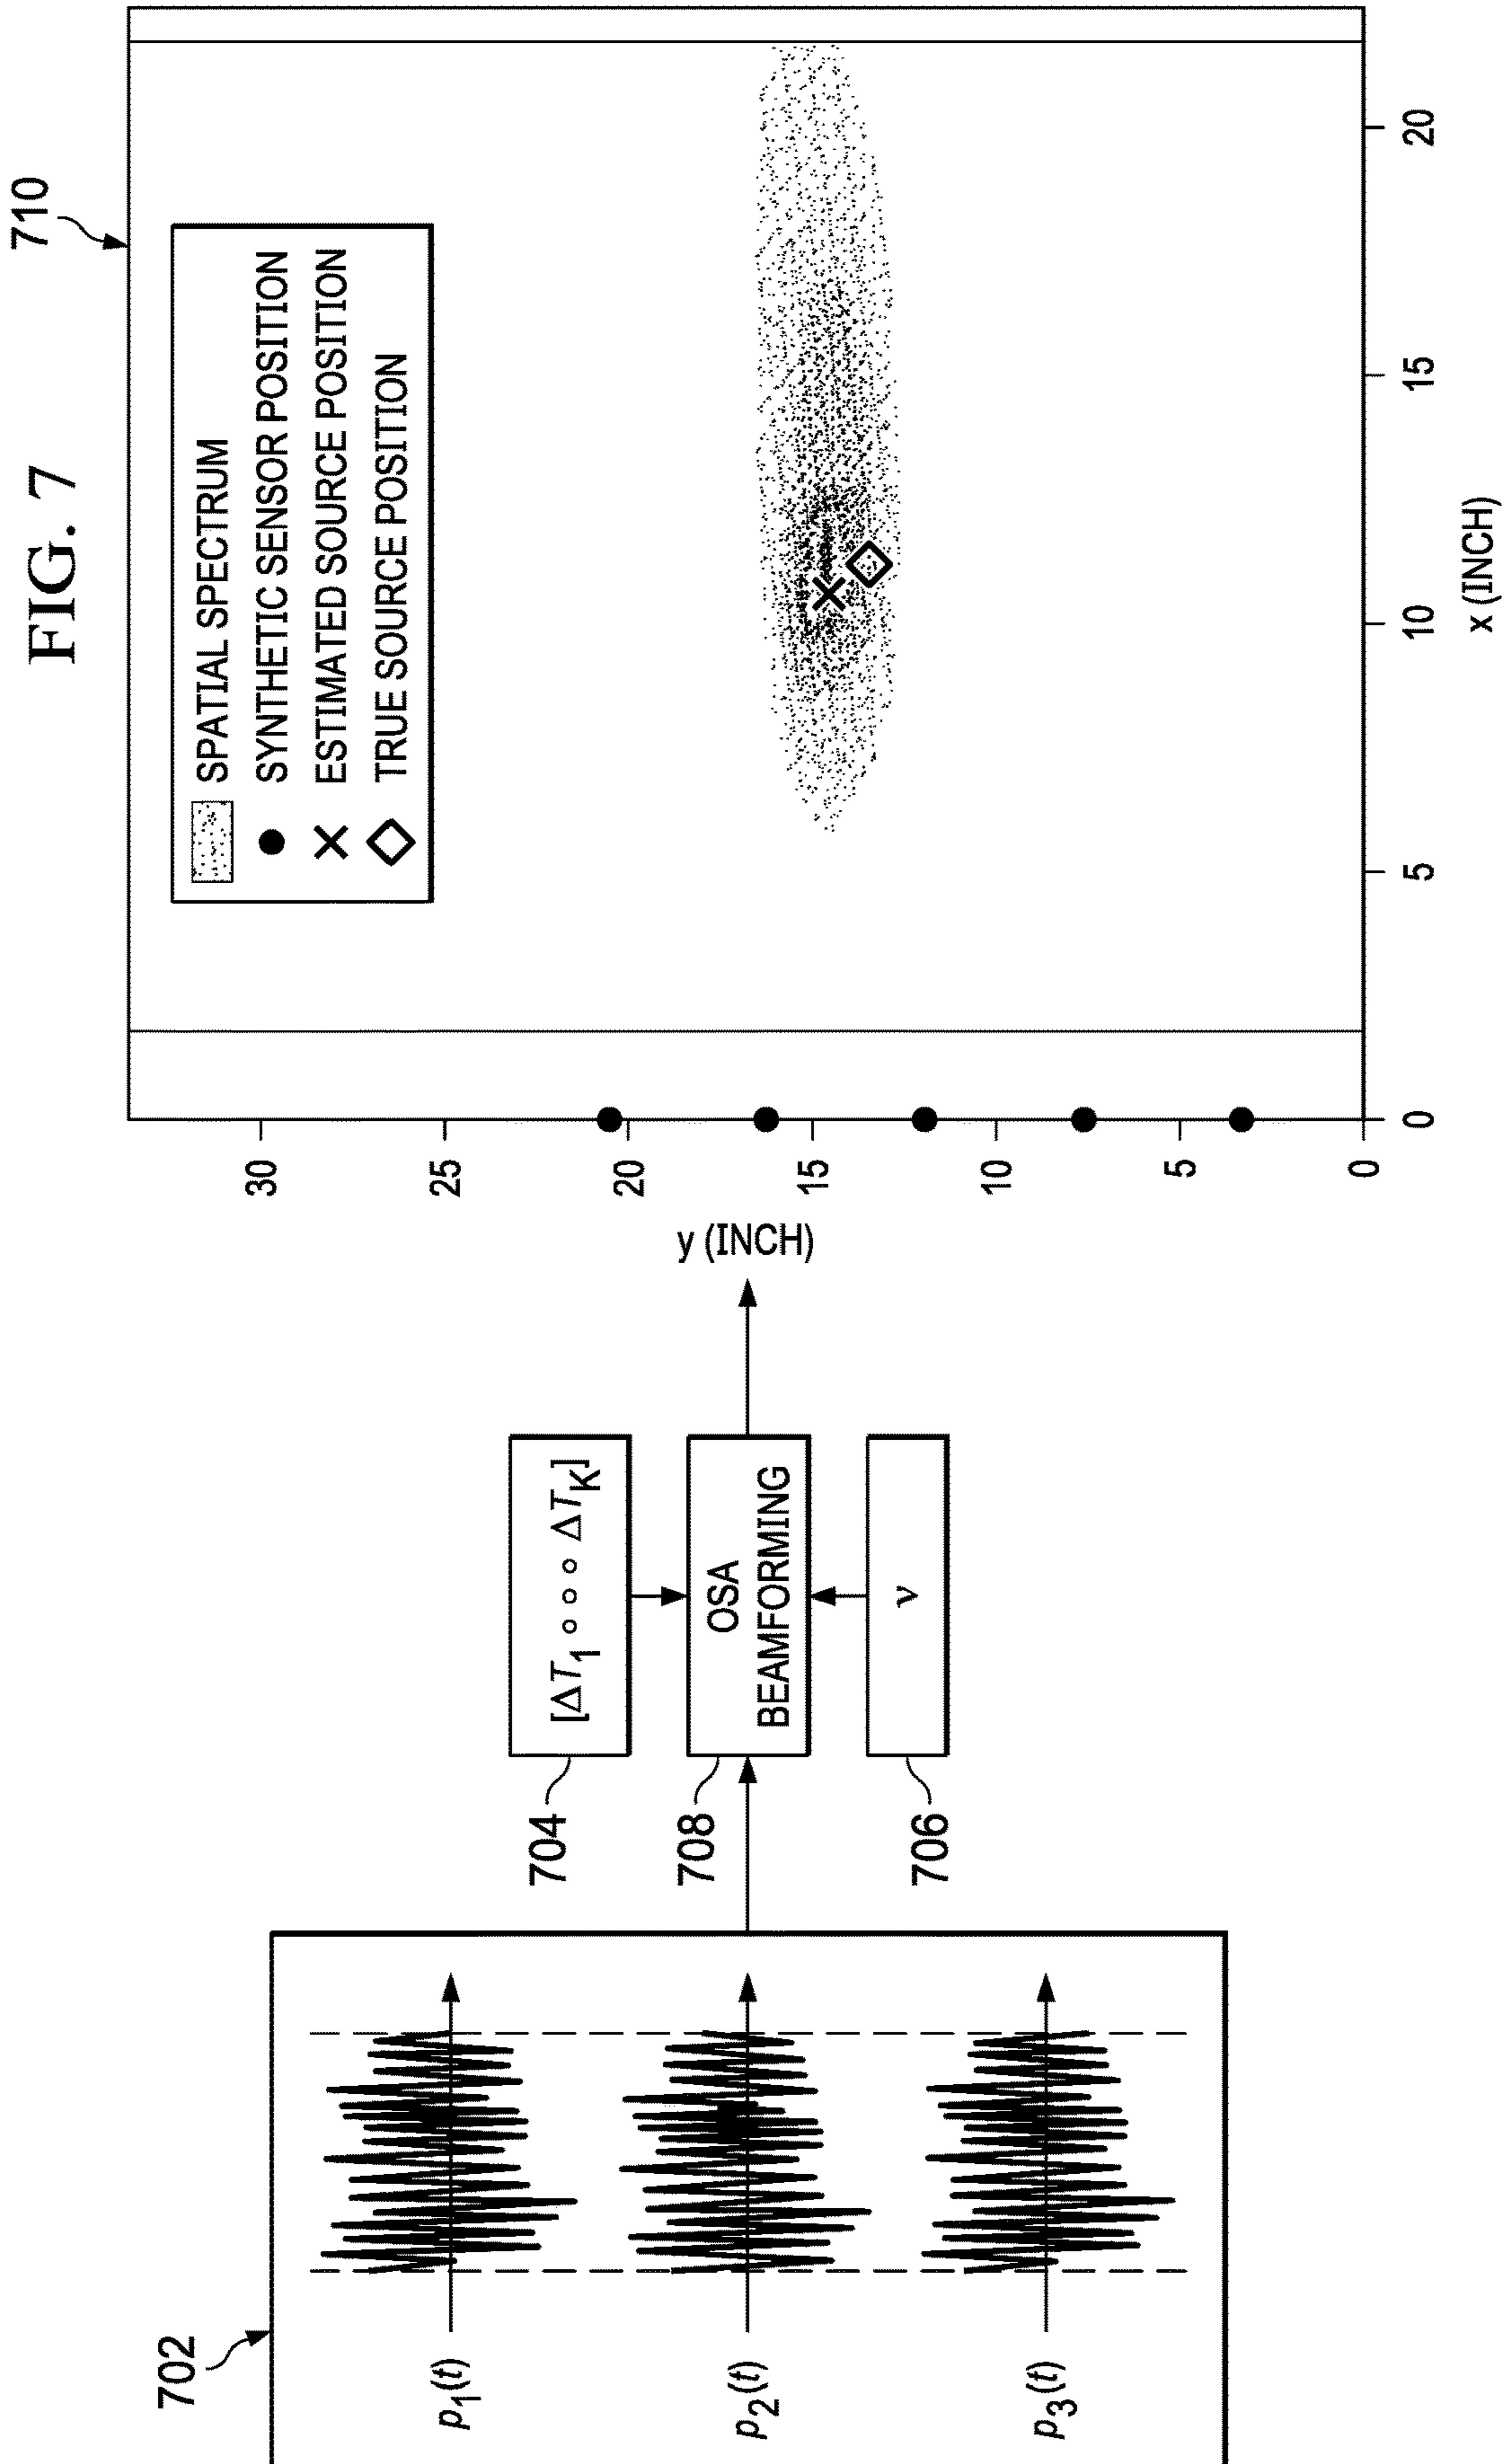 FIG. 7
702
p1(t)
p2(t)
p3(t)
704
[ΔT1 ∘ ∘ ∘ ΔTK]
708
OSA
BEAMFORMING
706
ν
710
SPATIAL SPECTRUM
SYNTHETIC SENSOR POSITION
ESTIMATED SOURCE POSITION
TRUE SOURCE POSITION
y (INCH)
30
25
20
15
10
5
0
0
5
10
15
20
x (INCH)